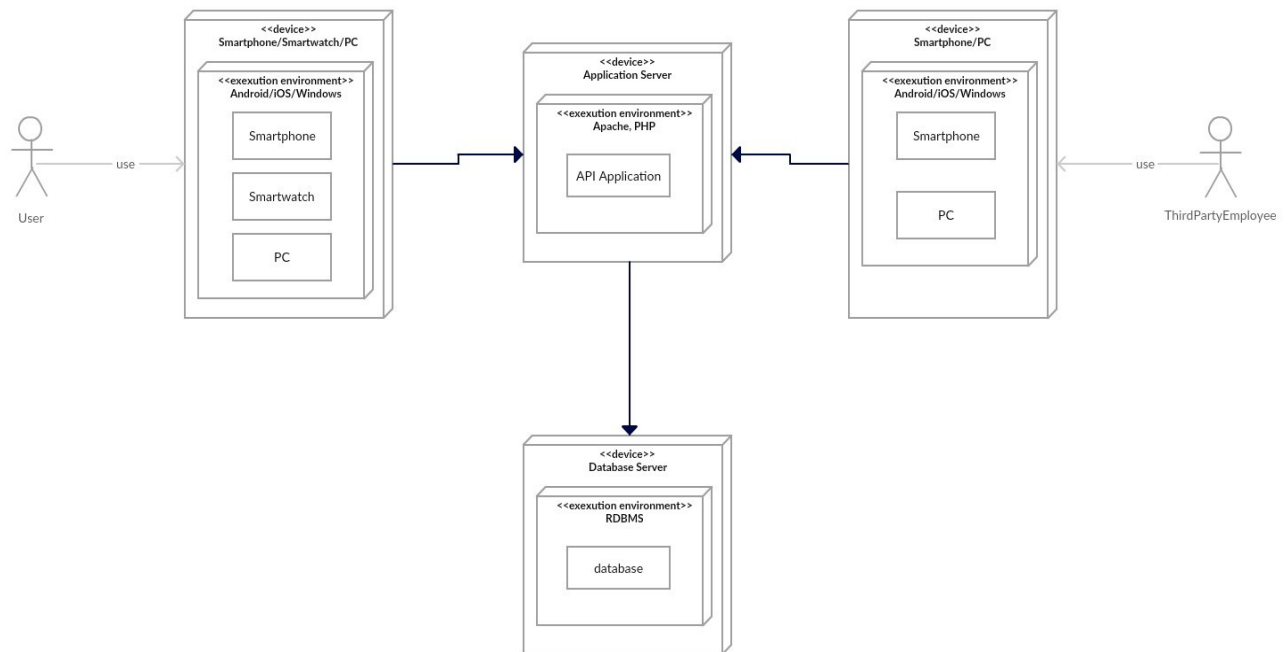 <<device>>
Smartphone/Smartwatch/PC
<<exexution environment>>
Android/iOS/Windows
Smartphone
Smartwatch
PC
use
User
<<device>>
Application Server
<<exexution environment>>
Apache, PHP
API Application
<<device>>
Smartphone/PC
<<exexution environment>>
Android/iOS/Windows
Smartphone
PC
use
ThirdPartyEmployee
<<device>>
Database Server
<<exexution environment>>
RDBMS
database